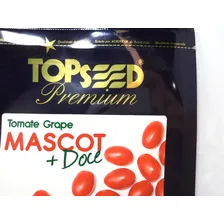 TOPSEED®
Premium
Tomate Grape
MASCOT
+ Doce